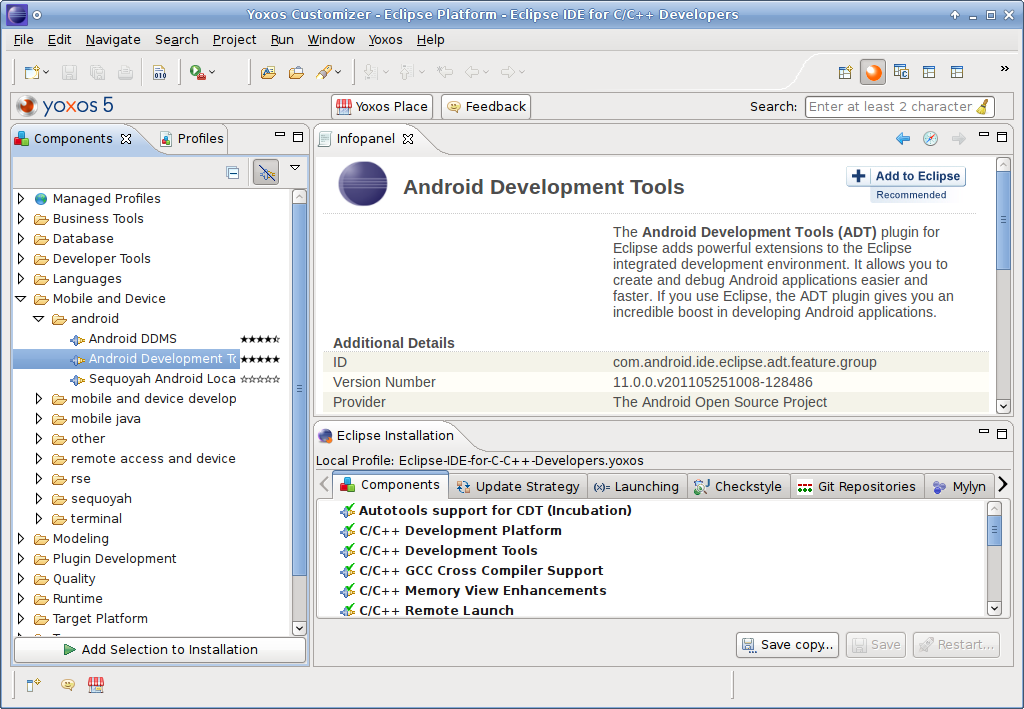 Yoxos Customizer - Eclipse Platform - Eclipse IDE for C/C++ Developers
File Edit Navigate Search Project Run Window Yoxos Help
010
»
yoxos 5
Yoxos Place
Feedback
Search:
Enter at least 2 character
Components
Profiles
Managed Profiles
Business Tools
Database
Developer Tools
Languages
Mobile and Device
android
Android DDMS
Android Development To
Sequoyah Android Loca
mobile and device develop
mobile java
other
remote access and device
rse
sequoyah
terminal
Modeling
Plugin Development
Quality
Runtime
Target Platform
Add Selection to Installation
Infopanel
Android Development Tools
Add to Eclipse
Recommended
The Android Development Tools (ADT) plugin for
Eclipse adds powerful extensions to the Eclipse
integrated development environment. It allows you to
create and debug Android applications easier and
faster. If you use Eclipse, the ADT plugin gives you an
incredible boost in developing Android applications.
Additional Details
ID com.android.ide.eclipse.adt.feature.group
Version Number 11.0.0.v201105251008-128486
Provider The Android Open Source Project
Eclipse Installation
Local Profile: Eclipse-IDE-for-C-C++-Developers.yoxos
Components
Update Strategy
(x)= Launching
Checkstyle
Git Repositories
Mylyn
Autotools support for CDT (Incubation)
C/C++ Development Platform
C/C++ Development Tools
C/C++ GCC Cross Compiler Support
C/C++ Memory View Enhancements
C/C++ Remote Launch
Save copy...
Save
Restart...